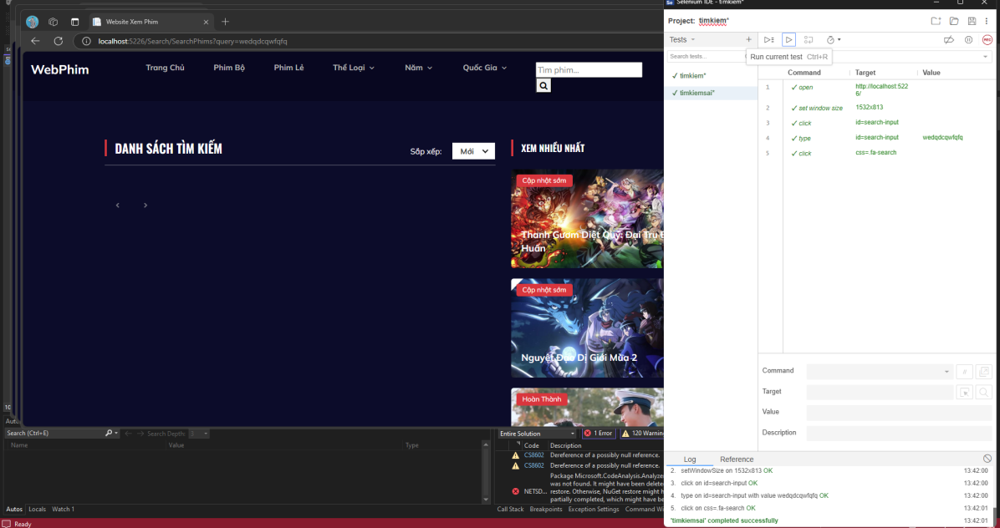 Selenium IDE - timkiem*
Website Xem Phim
Project: timkiem*
localhost:5226/Search/SearchPhims?query=wedqdcqwfqfq
Tests
Search tests...
Run current test Ctrl+R
WebPhim
Trang Chủ
Phim Bộ
Phim Lẻ
Thể Loại
Năm
Quốc Gia
Tìm phim...
timkiem*
timkiemsai*
Command Target Value
1 open http://localhost:522
6/
2 set window size 1532x813
3 click id=search-input
4 type id=search-input wedqdcqwfqfq
5 click css=.fa-search
DANH SÁCH TÌM KIẾM
Sắp xếp:
Mới
XEM NHIỀU NHẤT
Cập nhật sớm
Thanh Gươm Diệt Quỷ: Đại Trụ
Huấn
Cập nhật sớm
Nguyệt Đạo Dị Giới Mùa 2
Hoàn Thành
Command
Target
Value
Description
Log Reference
2. setWindowSize on 1532x813 OK 13:42:00
3. click on id=search-input OK 13:42:00
4. type on id=search-input with value wedqdcqwfqfq OK 13:42:00
5. click on css=.fa-search OK 13:42:01
'timkiemsai' completed successfully 13:42:01
Search (Ctrl+E)
Search Depth:
Name Value Type
Autos Locals Watch 1
Entire Solution
1 Error
120 Warnin
Code Description
CS8602 Dereference of a possibly null reference.
CS8602 Dereference of a possibly null reference.
Package Microsoft.CodeAnalysis.Analyze
was not found. It might have been delete
NETSD... restore. Otherwise, NuGet restore might h
partially completed, which might have be
Call Stack Breakpoints Exception Settings Command Wi
Ready